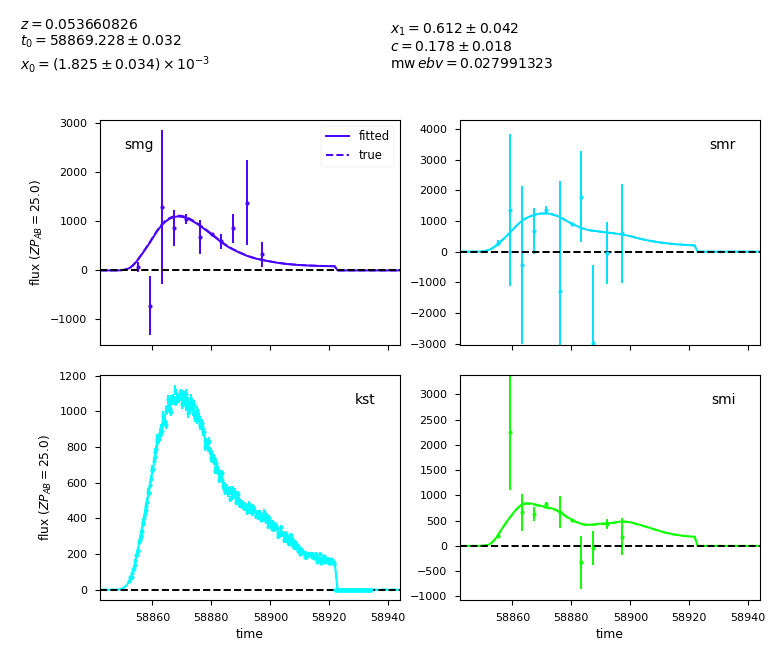 z = 0.053660826
t₀ = 58869.228 ± 0.032
x₀ = (1.825 ± 0.034) × 10⁻³
x₁ = 0.612 ± 0.042
c = 0.178 ± 0.018
mw ebv = 0.027991323
smg
fitted
true
flux (ZP_AB = 25.0)
3000
2000
1000
0
−1000
smr
4000
3000
2000
1000
0
−1000
−2000
−3000
kst
flux (ZP_AB = 25.0)
1200
1000
800
600
400
200
0
58860 58880 58900 58920 58940
time
smi
3000
2500
2000
1500
1000
500
0
−500
−1000
58860 58880 58900 58920 58940
time